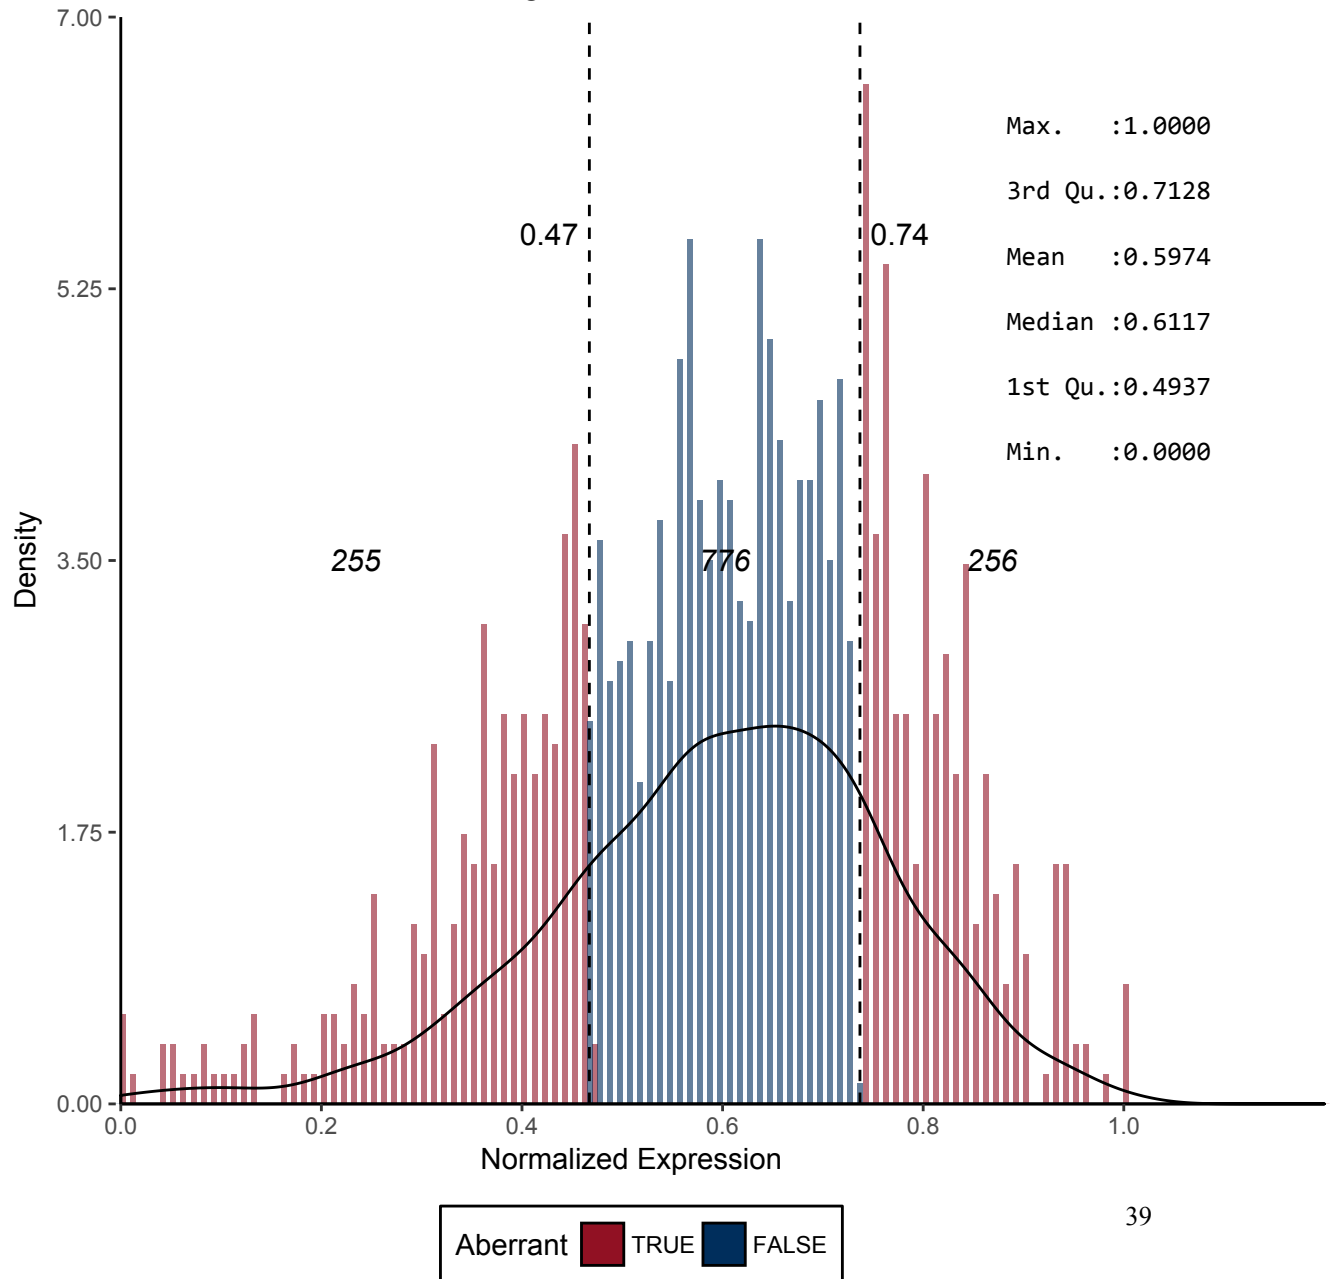 7.00
5.25
3.50
1.75
0.00
Density
0.47
0.74
Max. :1.0000
3rd Qu.:0.7128
Mean :0.5974
Median :0.6117
1st Qu.:0.4937
Min. :0.0000
255
776
256
0.0 0.2 0.4 0.6 0.8 1.0
Normalized Expression
39
Aberrant TRUE FALSE